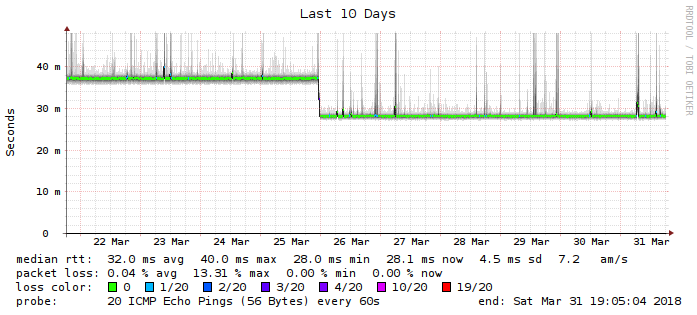 Last 10 Days
RRDTOOL / TOBI OETIKER
Seconds
40 m
30 m
20 m
10 m
0
22 Mar 23 Mar 24 Mar 25 Mar 26 Mar 27 Mar 28 Mar 29 Mar 30 Mar 31 Mar
median rtt: 32.0 ms avg 40.0 ms max 28.0 ms min 28.1 ms now 4.5 ms sd 7.2 am/s
packet loss: 0.04 % avg 13.31 % max 0.00 % min 0.00 % now
loss color: 0 1/20 2/20 3/20 4/20 10/20 19/20
probe: 20 ICMP Echo Pings (56 Bytes) every 60s end: Sat Mar 31 19:05:04 2018